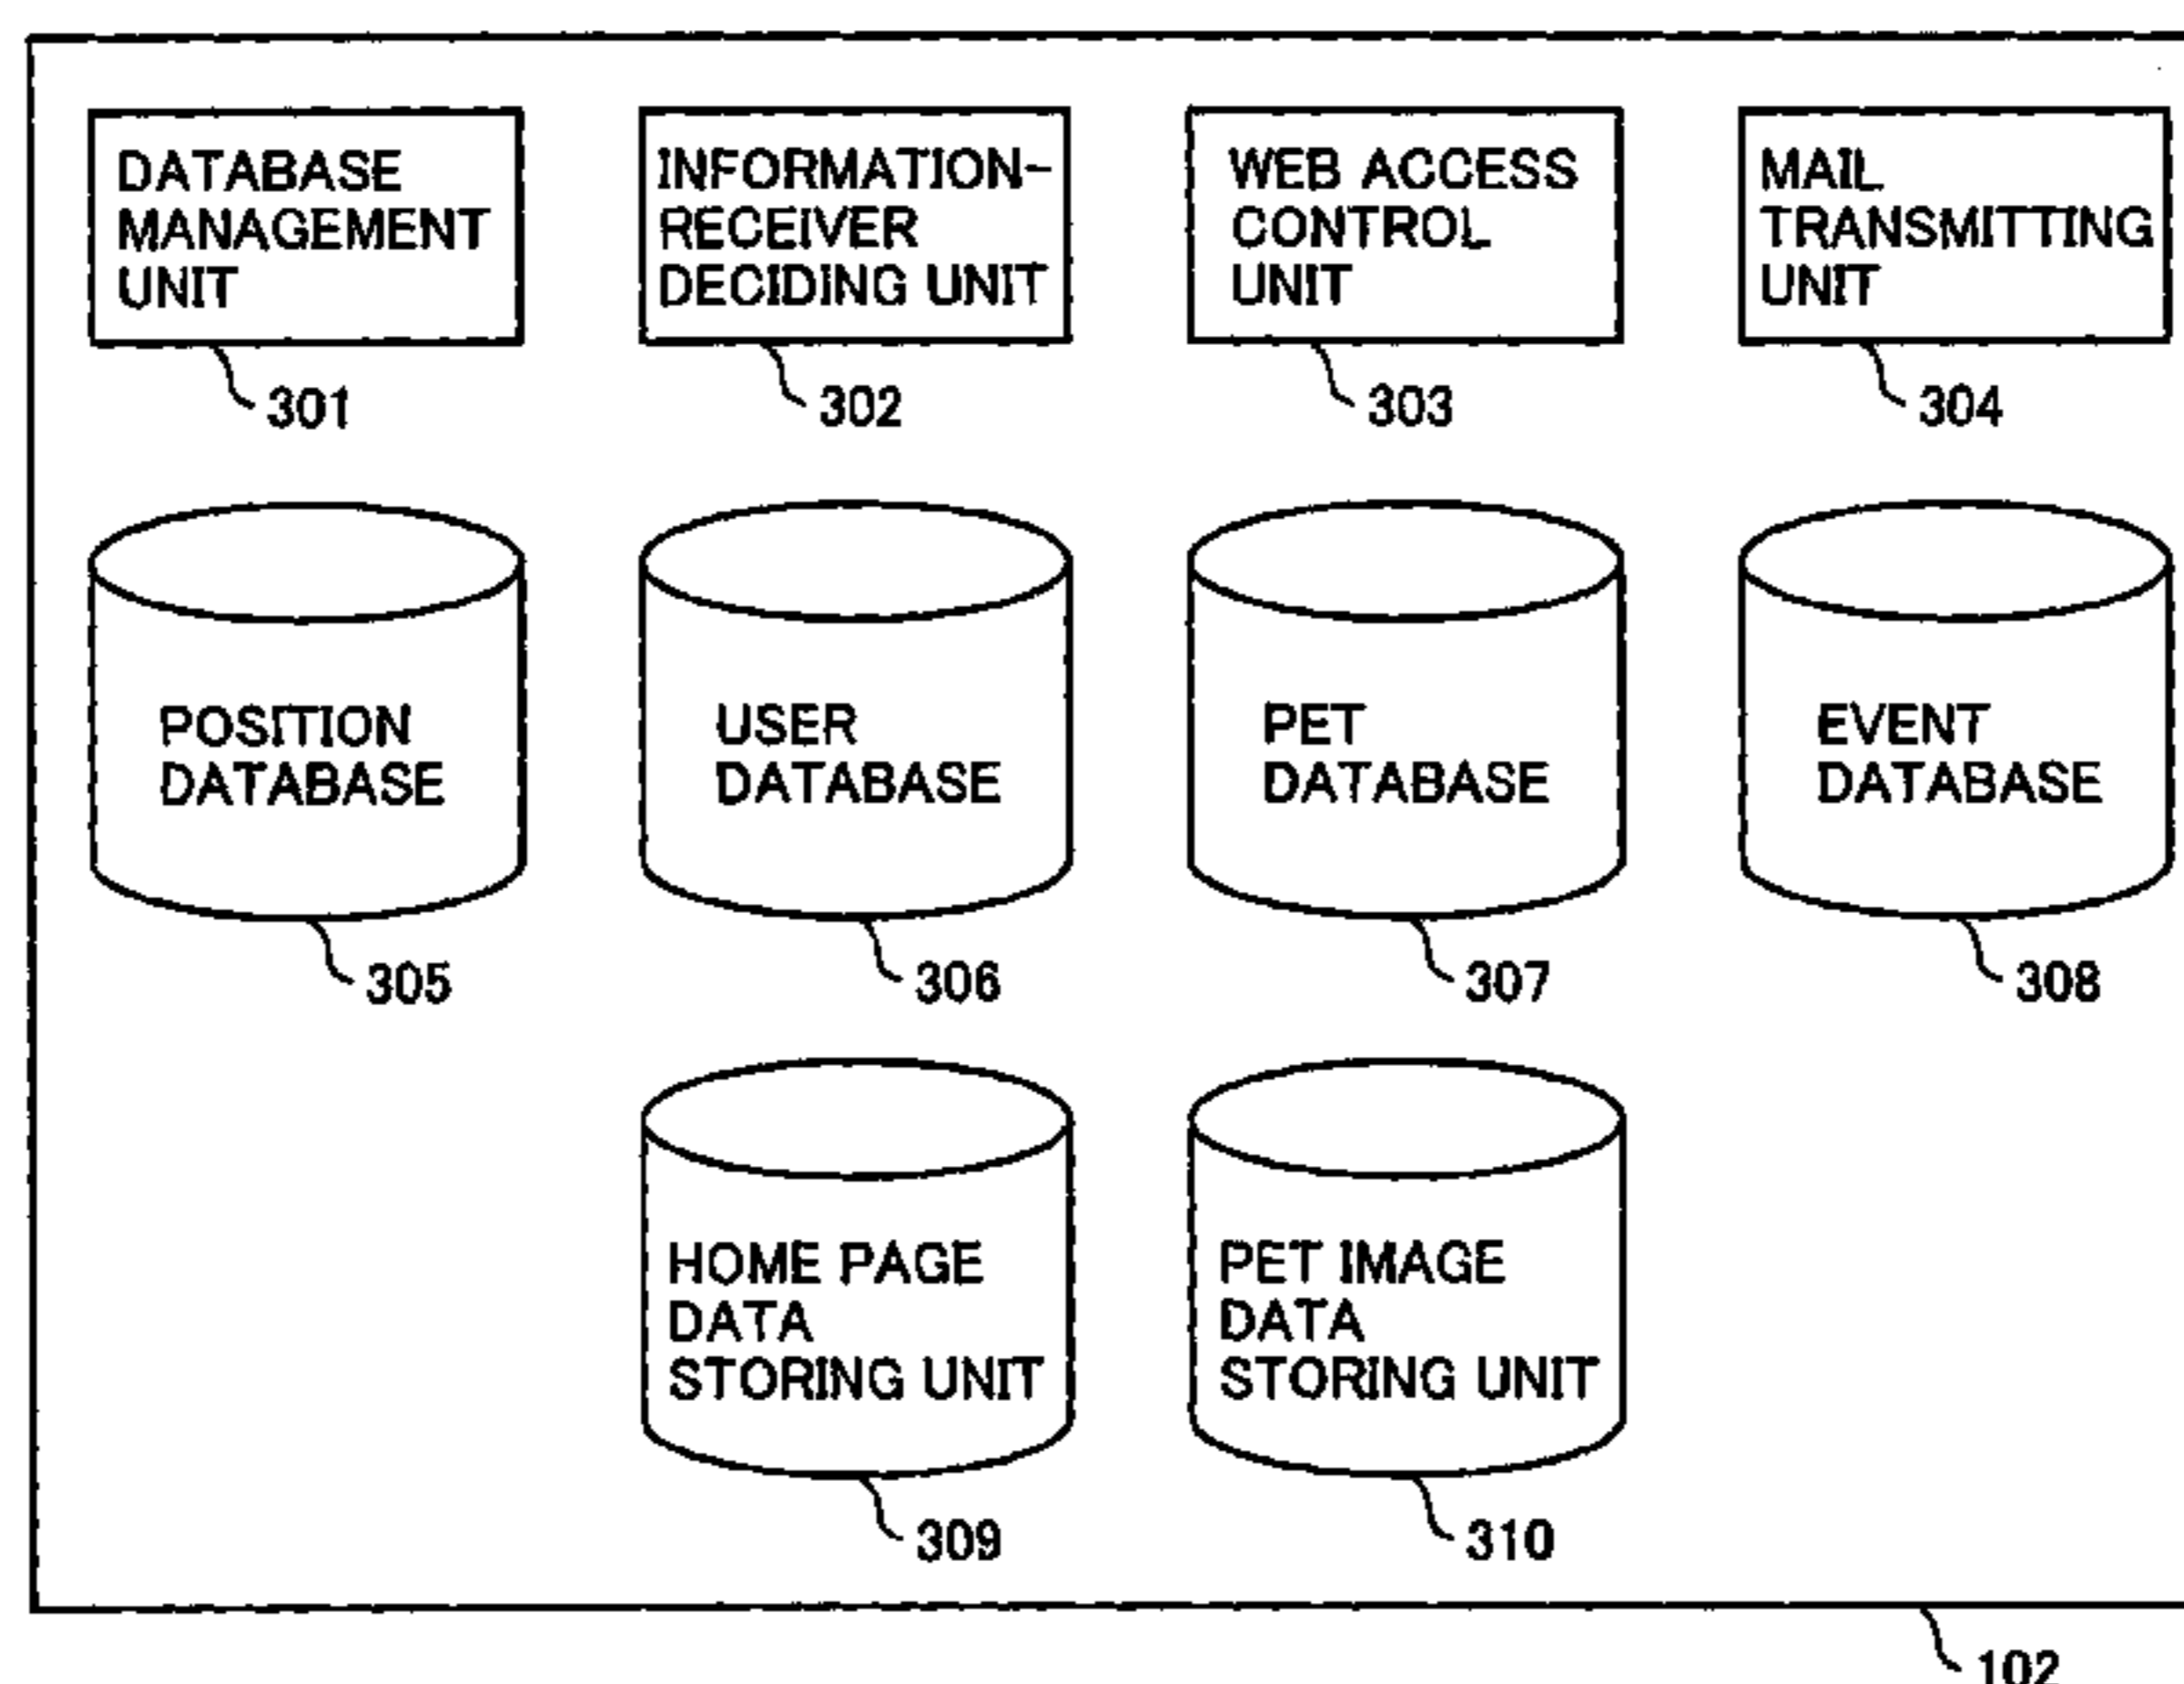 DATABASE
MANAGEMENT
UNIT
301
INFORMATION-
RECEIVER
DECIDING UNIT
302
WEB ACCESS
CONTROL
UNIT
303
MAIL
TRANSMITTING
UNIT
304
POSITION
DATABASE
305
USER
DATABASE
306
PET
DATABASE
307
EVENT
DATABASE
308
HOME PAGE
DATA
STORING UNIT
309
PET IMAGE
DATA
STORING UNIT
310
102